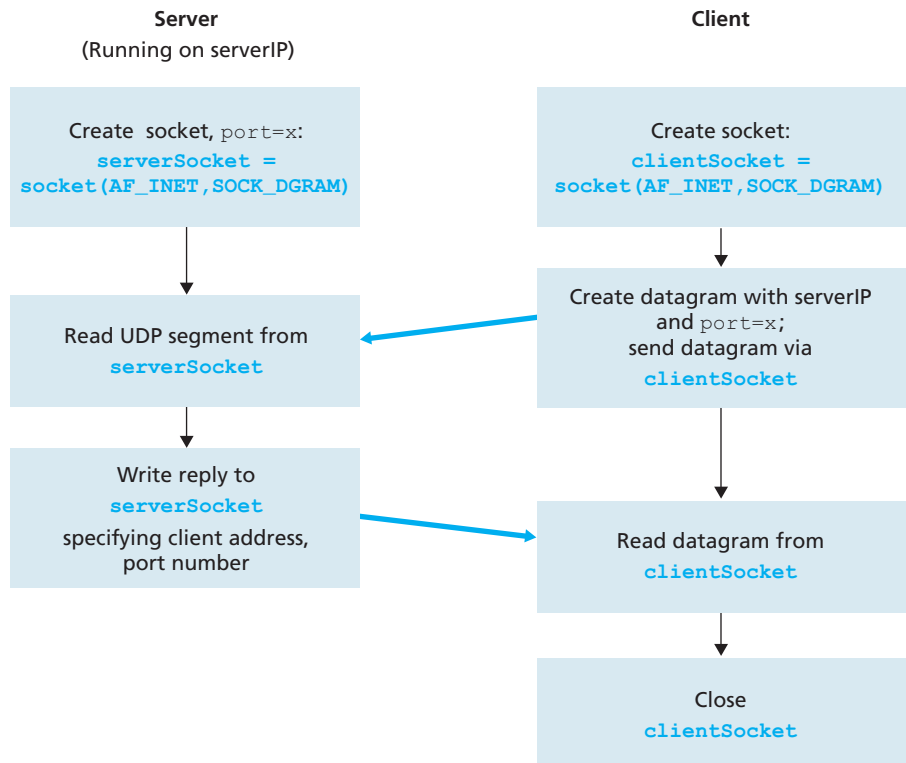 Server
(Running on serverIP)
Create socket, port=x:
serverSocket =
socket(AF_INET,SOCK_DGRAM)
Read UDP segment from
serverSocket
Write reply to
serverSocket
specifying client address,
port number
Client
Create socket:
clientSocket =
socket(AF_INET,SOCK_DGRAM)
Create datagram with serverIP
and port=x;
send datagram via
clientSocket
Read datagram from
clientSocket
Close
clientSocket